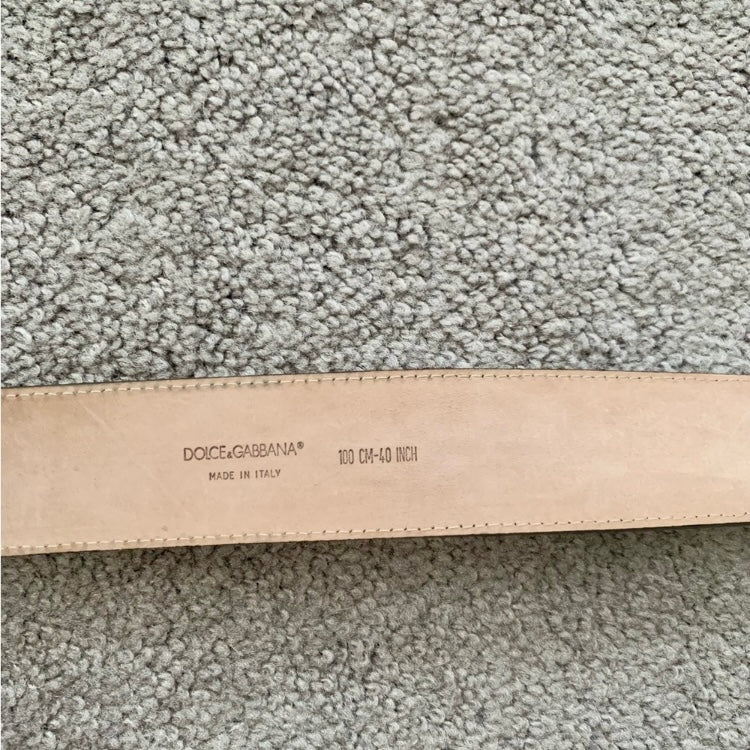 DOLCE&GABBANA® 100 CM-40 INCH
MADE IN ITALY